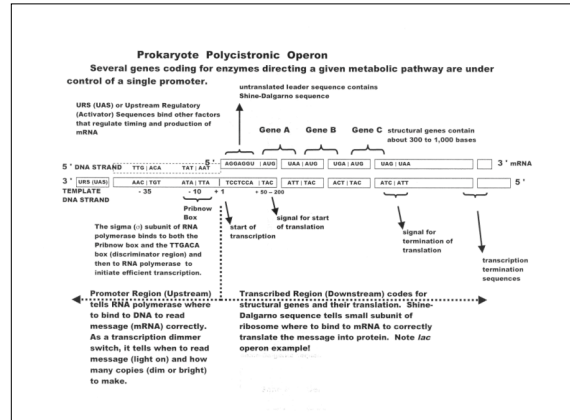 Prokaryote Polycistronic Operon
Several genes coding for enzymes directing a given metabolic pathway are under
control of a single promoter.
untranslated leader sequence contains
Shine-Dalgarno sequence
URS (UAS) or Upstream Regulatory
(Activator) Sequences bind other factors
that regulate timing and production of
mRNA
Gene A Gene B Gene C structural genes contain
about 300 to 1,000 bases
5 ' DNA STRAND TTG | ACA TAT | AAT 5 ' AGGAGGU | AUG UAA | AUG UGA | AUG UAG | UAA 3 ' mRNA
3 ' URS (UAS) AAC | TGT ATA | TTA TCCTCCA | TAC ATT | TAC ACT | TAC ATC | ATT 5 '
TEMPLATE - 35 - 10 + 1 + 50 – 200
DNA STRAND
Pribnow
Box
start of
transcription
signal for start
of translation
signal for
termination of
translation
transcription
termination
sequences
The sigma (σ) subunit of RNA
polymerase binds to both the
Pribnow box and the TTGACA
box (discriminator region) and
then to RNA polymerase to
initiate efficient transcription.
Promoter Region (Upstream)
tells RNA polymerase where
to bind to DNA to read
message (mRNA) correctly.
As a transcription dimmer
switch, it tells when to read
message (light on) and how
many copies (dim or bright)
to make.
Transcribed Region (Downstream) codes for
structural genes and their translation. Shine-
Dalgarno sequence tells small subunit of
ribosome where to bind to mRNA to correctly
translate the message into protein. Note lac
operon example!